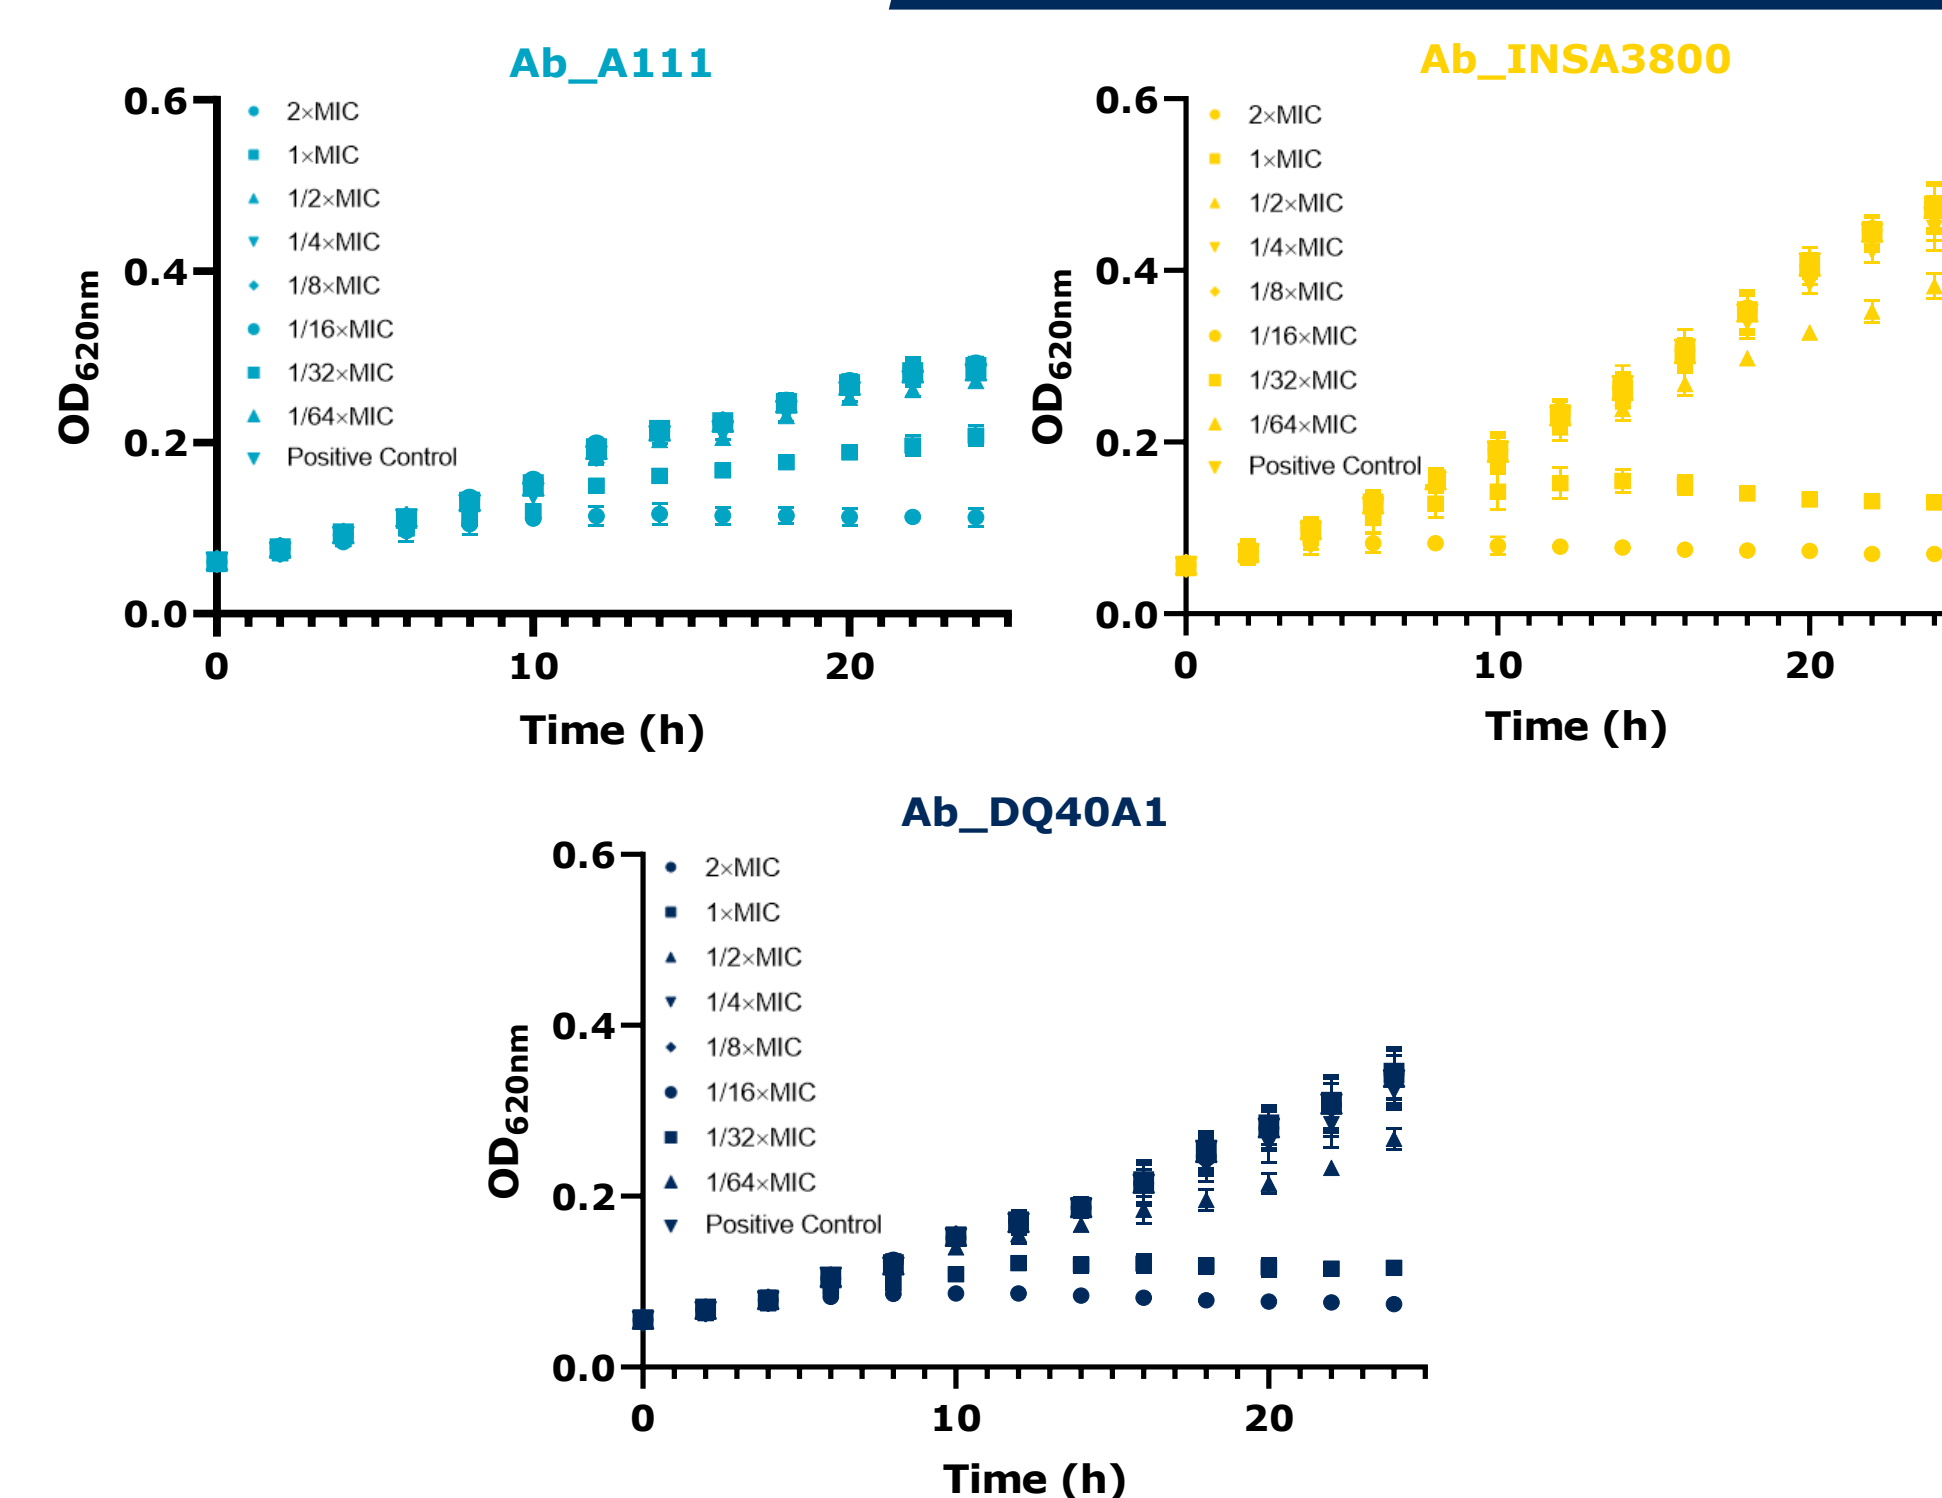 Ab_A111
0.6
0.4
0.2
0.0
OD620nm
2×MIC
1×MIC
1/2×MIC
1/4×MIC
1/8×MIC
1/16×MIC
1/32×MIC
1/64×MIC
Positive Control
0 10 20
Time (h)
Ab_INSA3800
0.6
0.4
0.2
0.0
OD620nm
2×MIC
1×MIC
1/2×MIC
1/4×MIC
1/8×MIC
1/16×MIC
1/32×MIC
1/64×MIC
Positive Control
0 10 20
Time (h)
Ab_DQ40A1
0.6
0.4
0.2
0.0
OD620nm
2×MIC
1×MIC
1/2×MIC
1/4×MIC
1/8×MIC
1/16×MIC
1/32×MIC
1/64×MIC
Positive Control
0 10 20
Time (h)